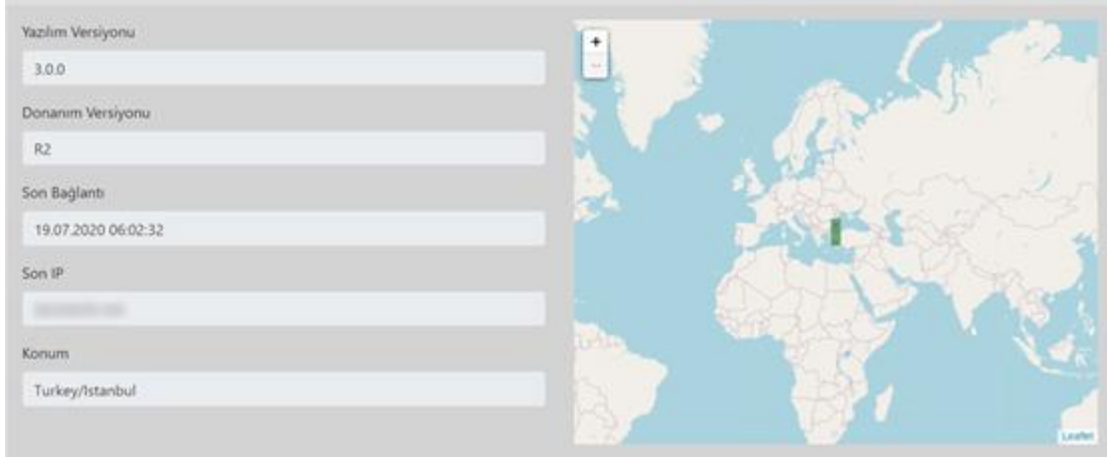 Yazılım Versiyonu
3.0.0
Donanım Versiyonu
R2
Son Bağlantı
19.07.2020 06:02:32
Son IP
Konum
Turkey/Istanbul
+
−
Leaflet